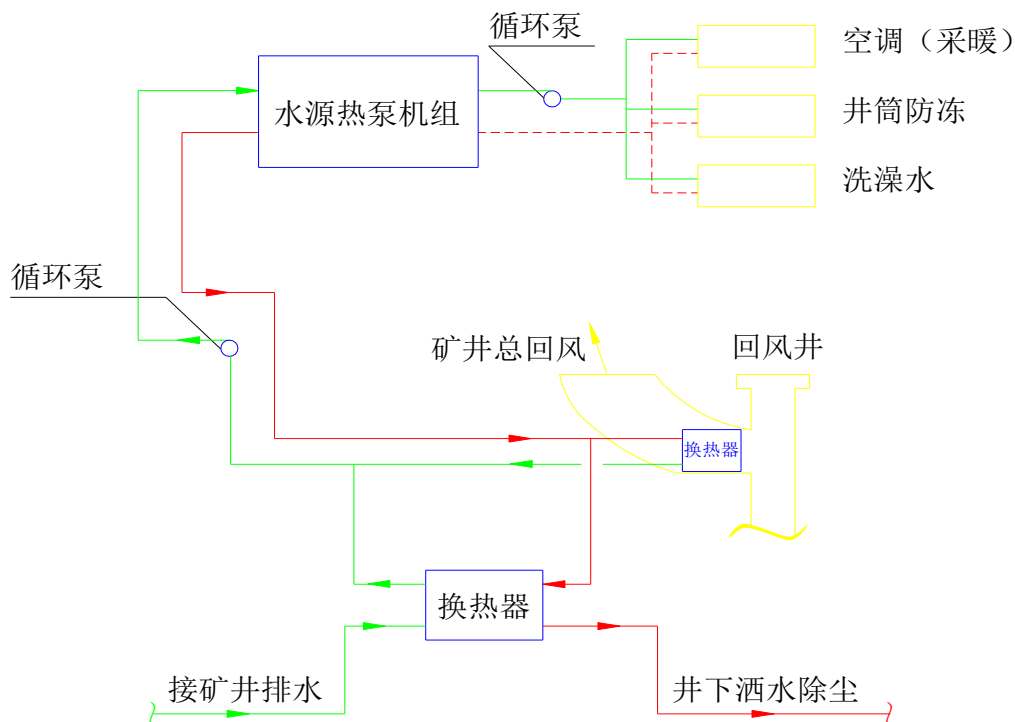 循环泵
空调（采暖）
水源热泵机组
井筒防冻
洗澡水
循环泵
矿井总回风
回风井
换热器
换热器
接矿井排水
井下洒水除尘